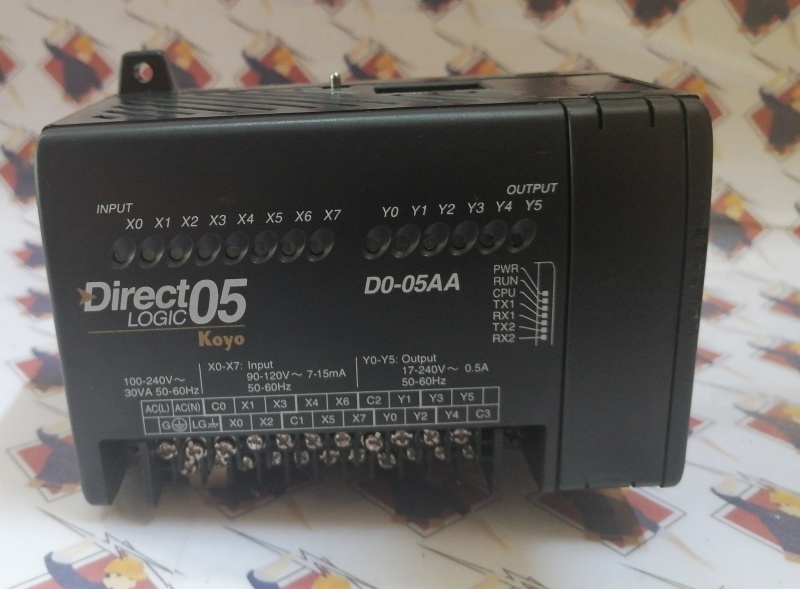 INPUT
X0 X1 X2 X3 X4 X5 X6 X7
OUTPUT
Y0 Y1 Y2 Y3 Y4 Y5
Direct
LOGIC
05
Koyo
D0-05AA
PWR
RUN
CPU
TX1
RX1
TX2
RX2
100-240V~
30VA 50-60Hz
X0-X7: Input
90-120V~ 7-15mA
50-60Hz
Y0-Y5: Output
17-240V~ 0.5A
50-60Hz
AC(L) AC(N) C0 X1 X3 X4 X6 C2 Y1 Y3 Y5
G LG X0 X2 C1 X5 X7 Y0 Y2 Y4 C3